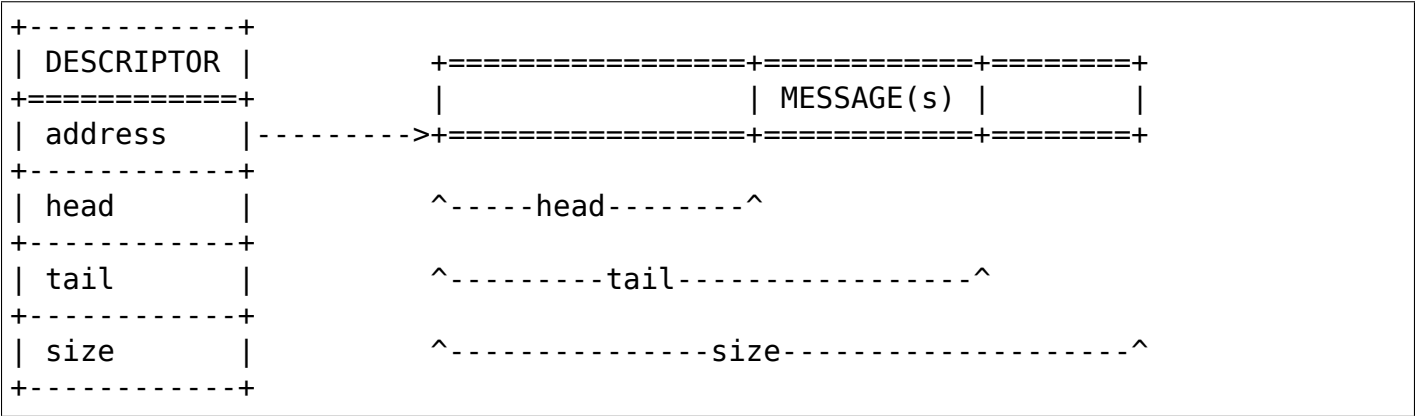 +------------+
| DESCRIPTOR |          +=================+============+========+
+============+          |                 | MESSAGE(s) |        |
| address    |--------->+=================+============+========+
+------------+
| head       |          ^-----head--------^
+------------+
| tail       |          ^---------tail-----------------^
+------------+
| size       |          ^---------------size--------------------^
+------------+